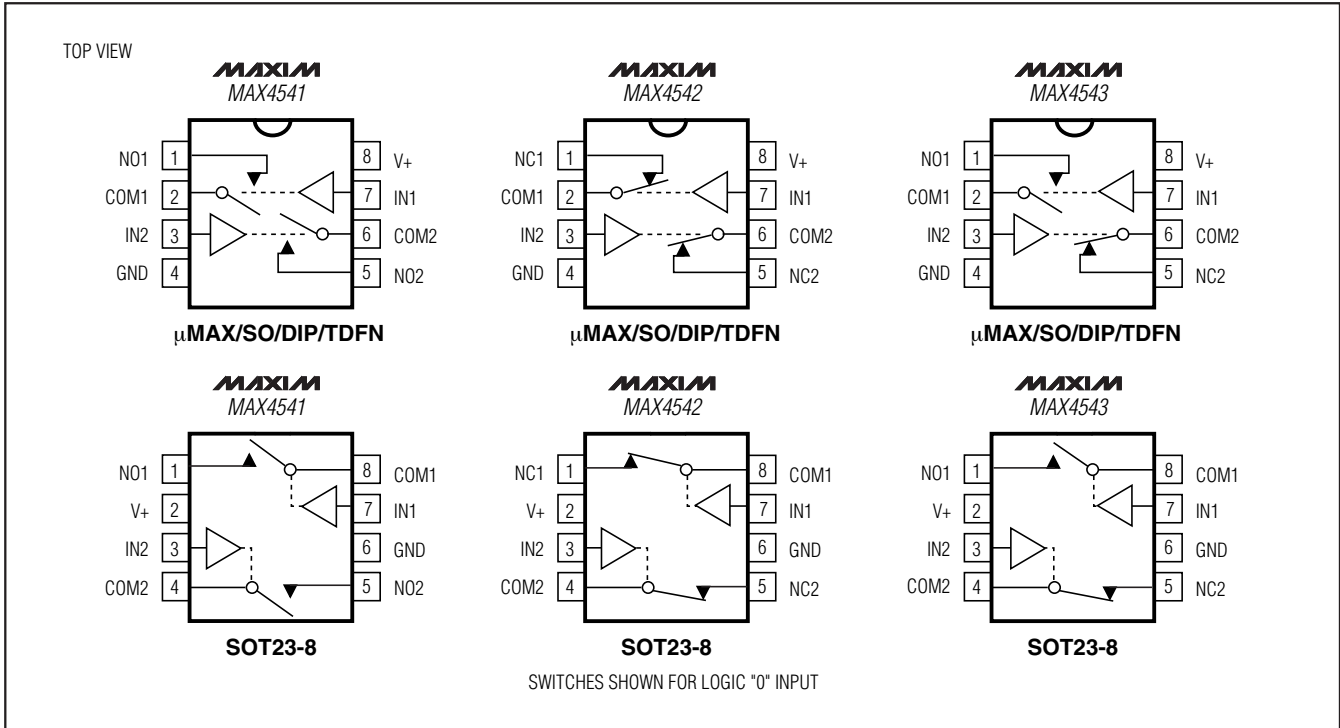 TOP VIEW
MAXIM
MAX4541
NO1 1
COM1 2
IN2 3
GND 4
8 V+
7 IN1
6 COM2
5 NO2
μMAX/SO/DIP/TDFN
MAXIM
MAX4542
NC1 1
COM1 2
IN2 3
GND 4
8 V+
7 IN1
6 COM2
5 NC2
μMAX/SO/DIP/TDFN
MAXIM
MAX4543
NO1 1
COM1 2
IN2 3
GND 4
8 V+
7 IN1
6 COM2
5 NC2
μMAX/SO/DIP/TDFN
MAXIM
MAX4541
NO1 1
V+ 2
IN2 3
COM2 4
8 COM1
7 IN1
6 GND
5 NO2
SOT23-8
MAXIM
MAX4542
NC1 1
V+ 2
IN2 3
COM2 4
8 COM1
7 IN1
6 GND
5 NC2
SOT23-8
MAXIM
MAX4543
NO1 1
V+ 2
IN2 3
COM2 4
8 COM1
7 IN1
6 GND
5 NC2
SOT23-8
SWITCHES SHOWN FOR LOGIC "0" INPUT